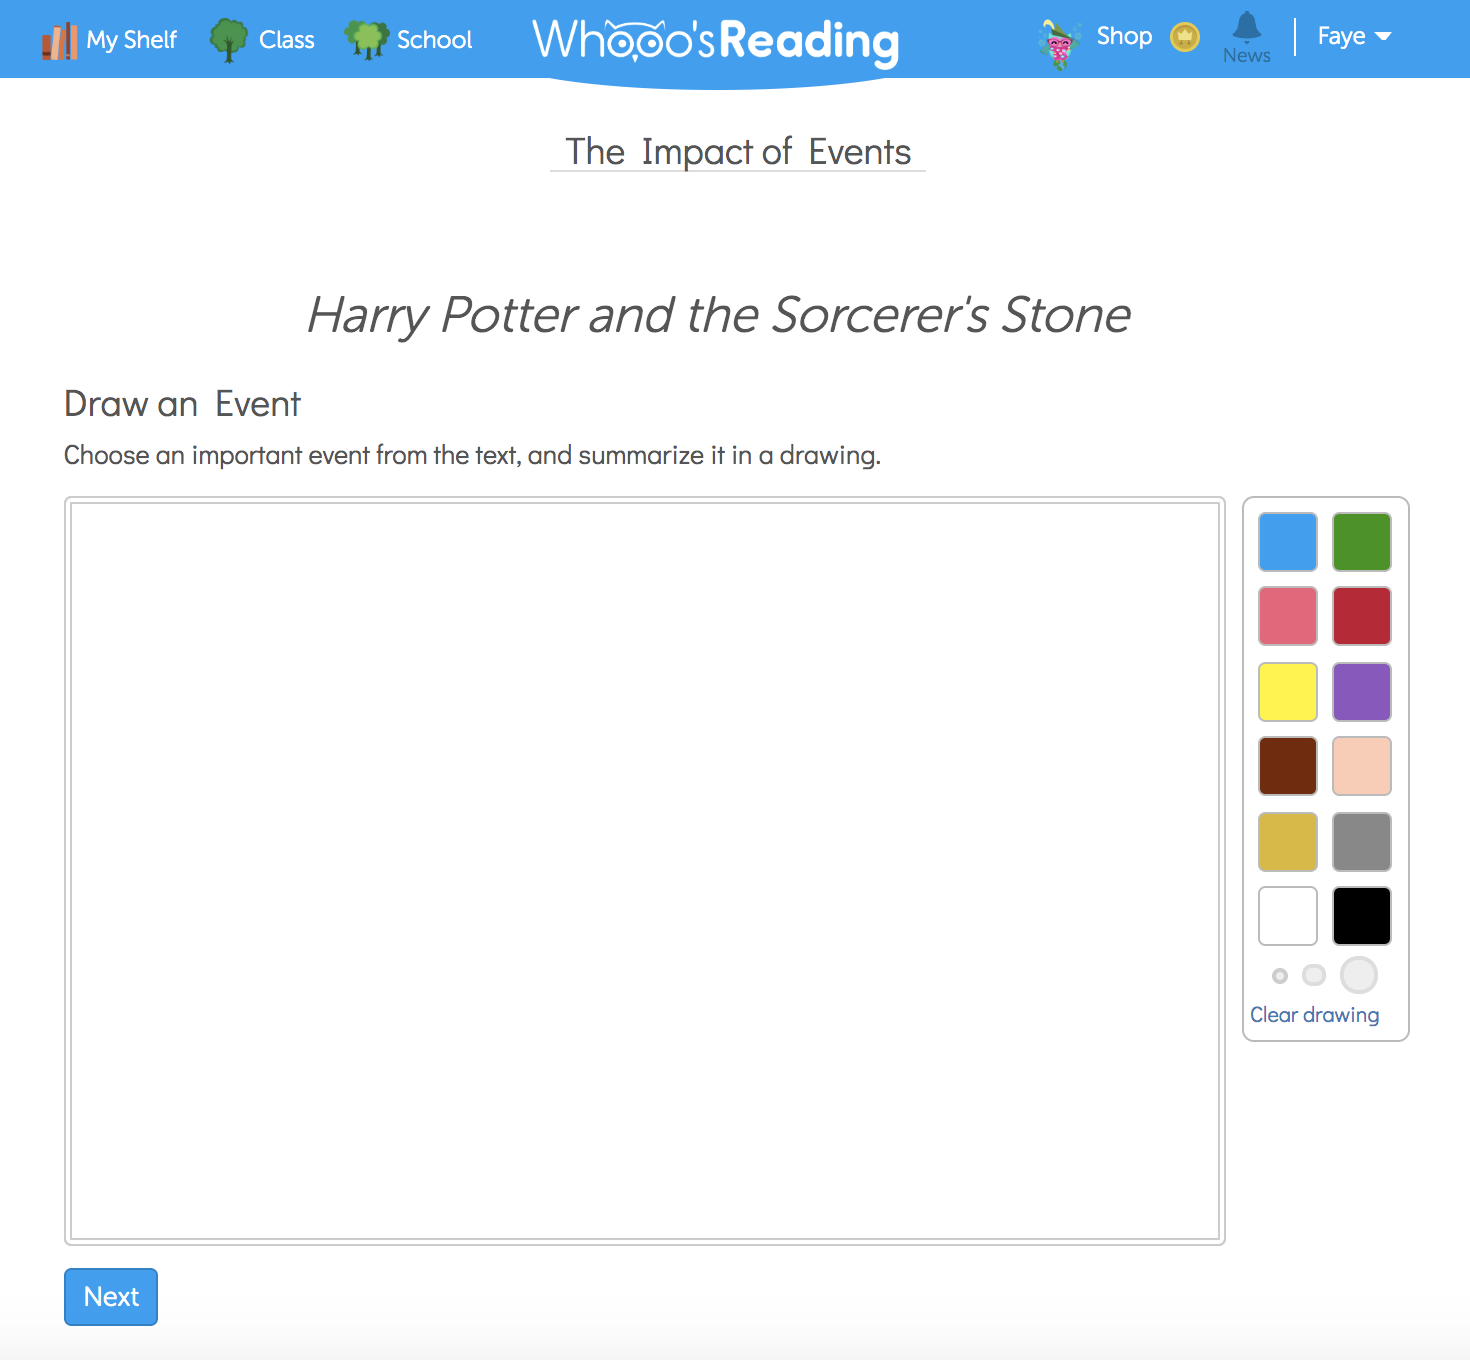 My Shelf Class School Whooo's Reading Shop News Faye
The Impact of Events
Harry Potter and the Sorcerer's Stone
Draw an Event
Choose an important event from the text, and summarize it in a drawing.
Clear drawing
Next